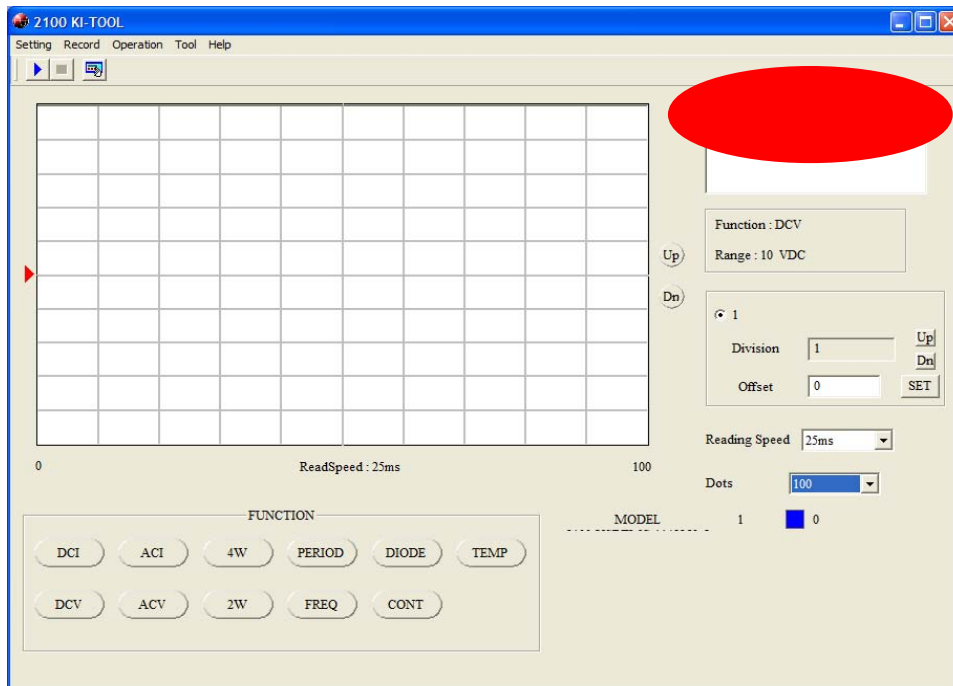 2100 KI-TOOL
Setting Record Operation Tool Help
Function : DCV
Range : 10 VDC
Up
Dn
1
Division 1 Up
Dn
Offset 0 SET
Reading Speed 25ms
0 ReadSpeed : 25ms 100
Dots 100
MODEL 1 0
FUNCTION
DCI ACI 4W PERIOD DIODE TEMP
DCV ACV 2W FREQ CONT